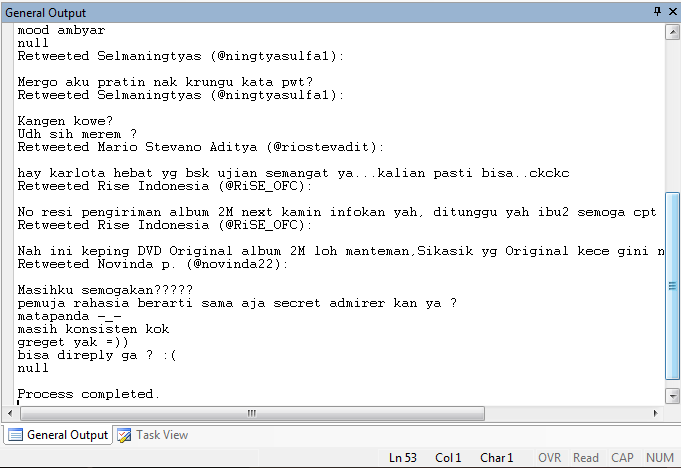 General Output
mood ambyar
null
Retweeted Selmaningtyas (@ningtyasulfa1):
Mergo aku pratin nak krungu kata pwt?
Retweeted Selmaningtyas (@ningtyasulfa1):
Kangen kowe?
Udh sih merem ?
Retweeted Mario Stevano Aditya (@riostevadit):
hay karlota hebat yg bsk ujian semangat ya...kalian pasti bisa..ckckc
Retweeted Rise Indonesia (@RiSE_OFC):
No resi pengiriman album 2M next kamin infokan yah, ditunggu yah ibu2 semoga cpt
Retweeted Rise Indonesia (@RiSE_OFC):
Nah ini keping DVD Original album 2M loh manteman,Sikasik yg Original kece gini n
Retweeted Novinda p. (@novinda22):
Masihku semogakan?????
pemuja rahasia berarti sama aja secret admirer kan ya ?
matapanda -_-
masih konsisten kok
greget yak =))
bisa direply ga ? :(
null
Process completed.
General Output Task View
Ln 53 Col 1 Char 1 OVR Read CAP NUM